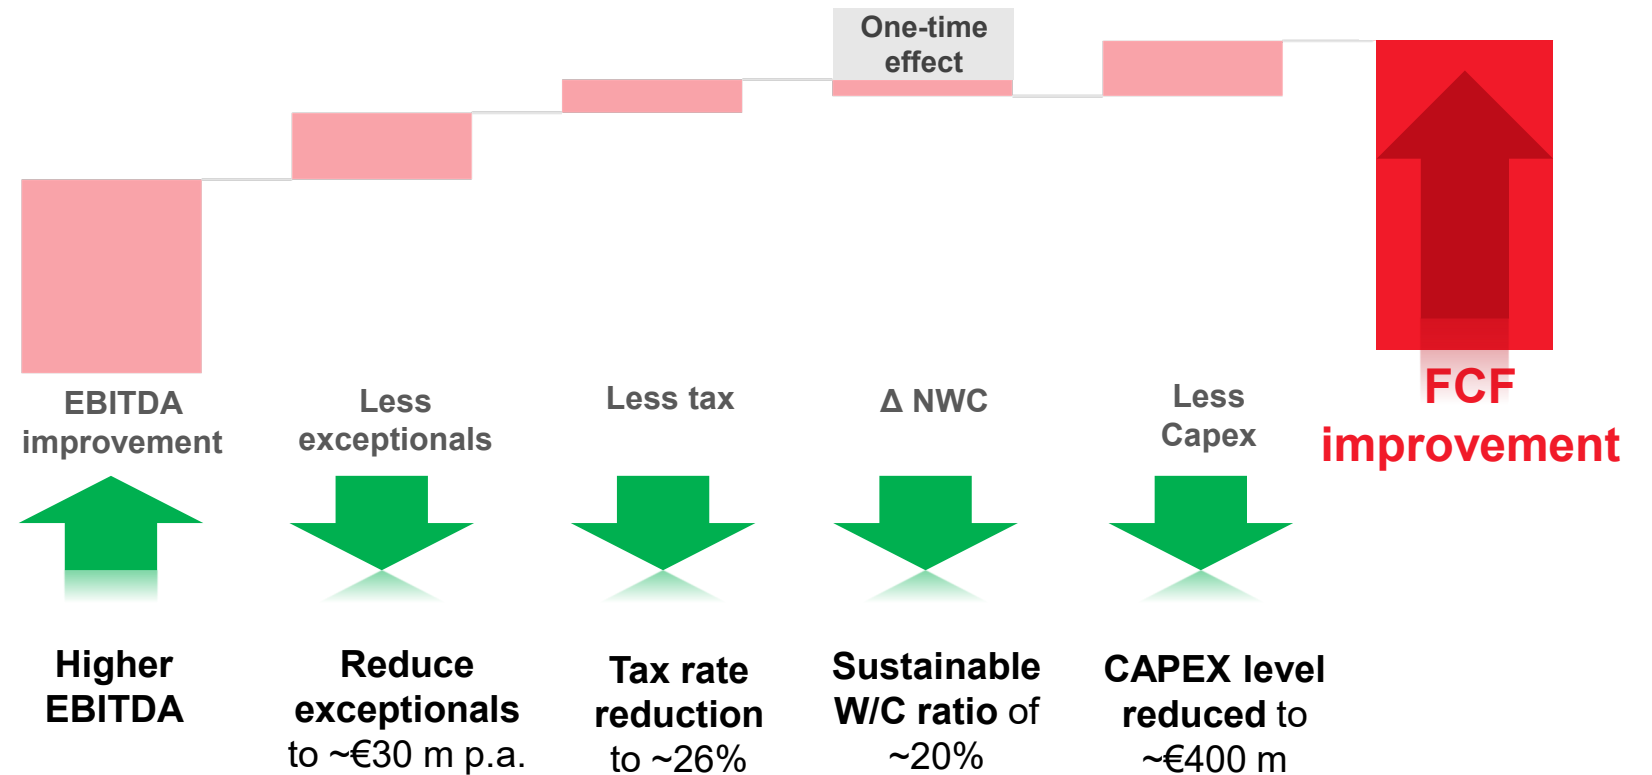 One-time
effect
EBITDA
improvement
Less
exceptionals
Less tax
Δ NWC
Less
Capex
FCF
improvement
Higher
EBITDA
Reduce
exceptionals
to ~€30 m p.a.
Tax rate
reduction
to ~26%
Sustainable
W/C ratio of
~20%
CAPEX level
reduced to
~€400 m